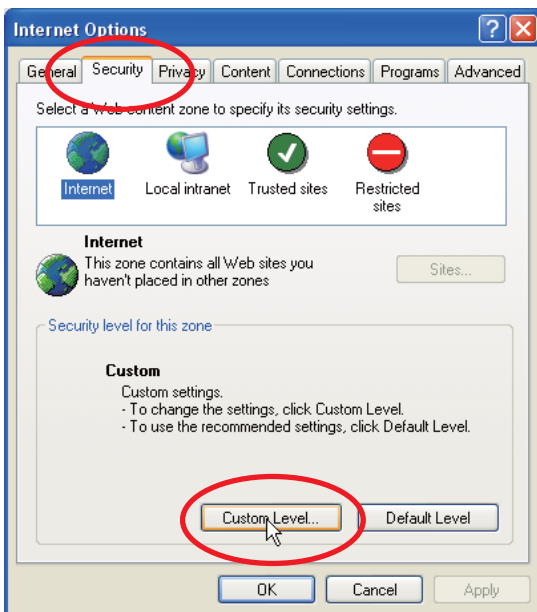 Internet Options
General Security Privacy Content Connections Programs Advanced
Select a Web content zone to specify its security settings.
Internet Local intranet Trusted sites Restricted
sites
Internet
This zone contains all Web sites you
haven't placed in other zones
Sites...
Security level for this zone
Custom
Custom settings.
- To change the settings, click Custom Level.
- To use the recommended settings, click Default Level.
Custom Level... Default Level
OK Cancel Apply